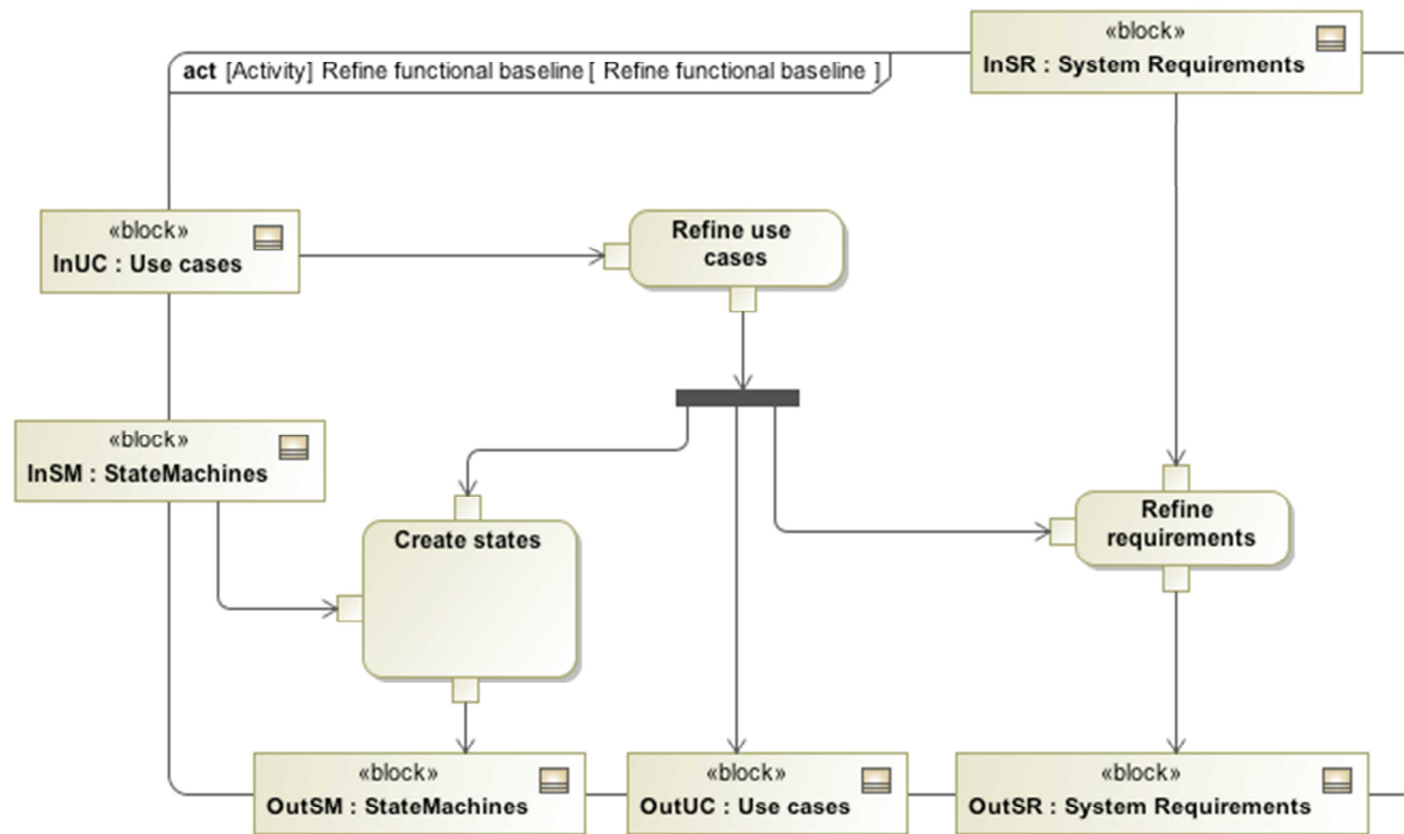 «block»
InSR : System Requirements
act [Activity] Refine functional baseline [ Refine functional baseline ]
«block»
InUC : Use cases
Refine use
cases
«block»
InSM : StateMachines
Create states
Refine
requirements
«block»
OutSM : StateMachines
«block»
OutUC : Use cases
«block»
OutSR : System Requirements